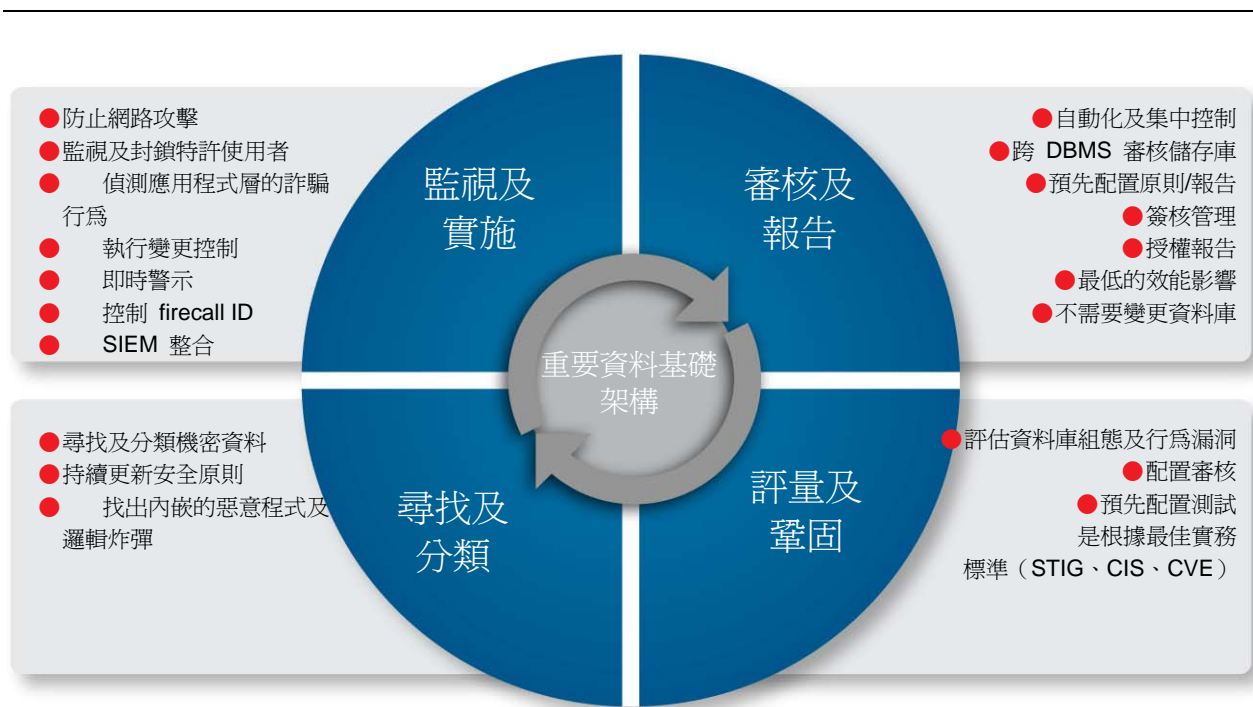 ●防止網路攻擊
●監視及封鎖特許使用者
● 偵測應用程式層的詐騙
行爲
● 執行變更控制
● 即時警示
● 控制 firecall ID
● SIEM 整合
監視及
實施
審核及
報告
●自動化及集中控制
●跨 DBMS 審核儲存庫
●預先配置原則/報告
●簽核管理
●授權報告
●最低的效能影響
●不需要變更資料庫
重要資料基礎
架構
●尋找及分類機密資料
●持續更新安全原則
● 找出內嵌的惡意程式及
邏輯炸彈
尋找及
分類
評量及
鞏固
●評估資料庫組態及行爲漏洞
●配置審核
●預先配置測試
是根據最佳實務
標準（STIG、CIS、CVE）